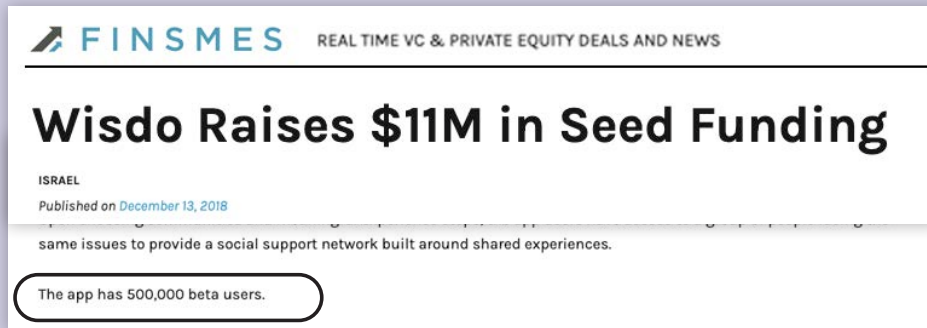 FINSMES
REAL TIME VC & PRIVATE EQUITY DEALS AND NEWS
Wisdo Raises $11M in Seed Funding
ISRAEL
Published on December 13, 2018
same issues to provide a social support network built around shared experiences.
The app has 500,000 beta users.